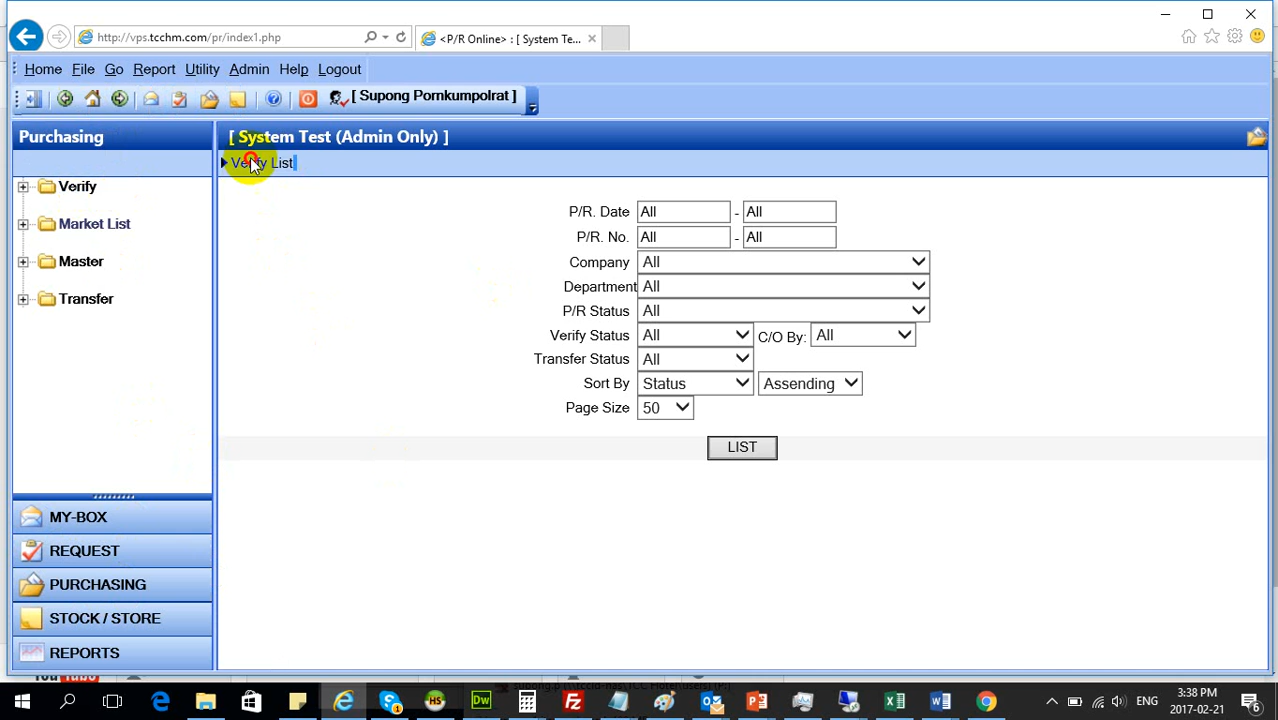 http://vps.tcchm.com/pr/index1.php
<P/R Online> : [ System Te...
Home File Go Report Utility Admin Help Logout
[ Supong Pornkumpolrat ]
Purchasing
[ System Test (Admin Only) ]
Verify List
Verify
Market List
Master
Transfer
P/R. Date All - All
P/R. No. All - All
Company All
Department All
P/R Status All
Verify Status All C/O By: All
Transfer Status All
Sort By Status Assending
Page Size 50
LIST
MY-BOX
REQUEST
PURCHASING
STOCK / STORE
REPORTS
ENG
3:38 PM
2017-02-21